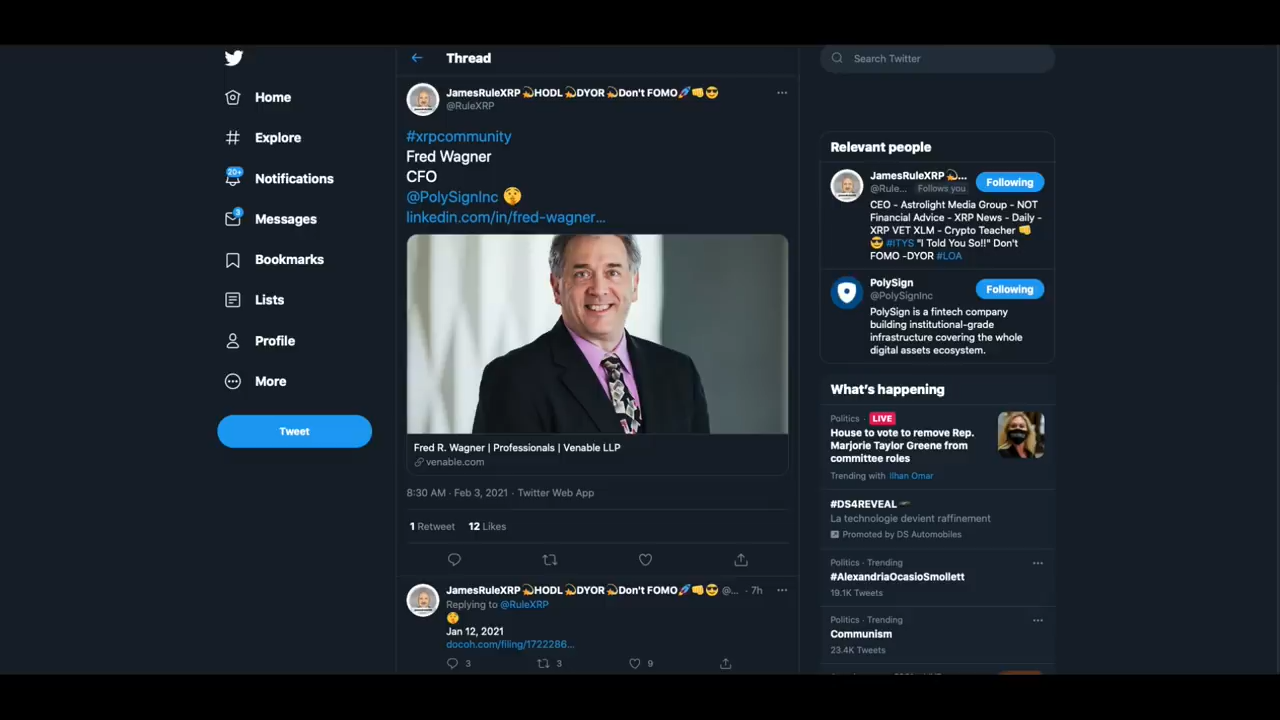 Home
Explore
20+
Notifications
3
Messages
Bookmarks
Lists
Profile
More
Tweet
Thread
JamesRuleXRP💫HODL💫DYOR💫Don't FOMO🚀👊😎
@RuleXRP
#xrpcommunity
Fred Wagner
CFO
@PolySignInc 🤫
linkedin.com/in/fred-wagner...
Fred R. Wagner | Professionals | Venable LLP
venable.com
8:30 AM · Feb 3, 2021 · Twitter Web App
1 Retweet 12 Likes
JamesRuleXRP💫HODL💫DYOR💫Don't FOMO🚀👊😎 @... · 7h
Replying to @RuleXRP
🤫
Jan 12, 2021
docoh.com/filing/1722286...
3 3 9
Search Twitter
Relevant people
JamesRuleXRP💫...
@Rule... Follows you
Following
CEO - Astrolight Media Group - NOT
Financial Advice - XRP News - Daily -
XRP VET XLM - Crypto Teacher 👊
😎 #ITYS "I Told You So!!" Don't
FOMO -DYOR #LOA
PolySign
@PolySignInc
Following
PolySign is a fintech company
building institutional-grade
infrastructure covering the whole
digital assets ecosystem.
What's happening
Politics · LIVE
House to vote to remove Rep.
Marjorie Taylor Greene from
committee roles
Trending with Ilhan Omar
#DS4REVEAL
La technologie devient raffinement
Promoted by DS Automobiles
Politics · Trending
#AlexandriaOcasioSmollett
19.1K Tweets
Politics · Trending
Communism
23.4K Tweets